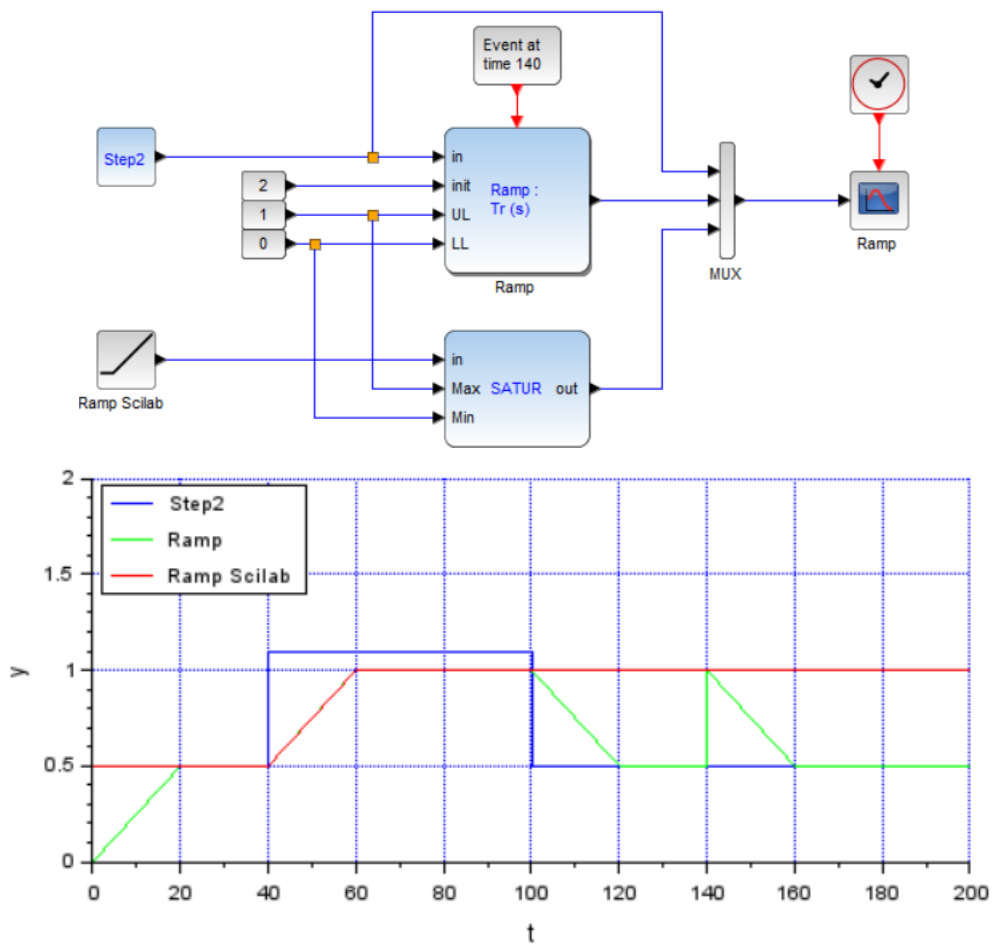 Event at
time 140
Step2
in
2
init
Ramp :
1
UL
Tr (s)
0
LL
Ramp
MUX
Ramp
in
Max SATUR out
Min
Ramp Scilab
2
Step2
Ramp
1.5
Ramp Scilab
y
1
0.5
0
0 20 40 60 80 100 120 140 160 180 200
t